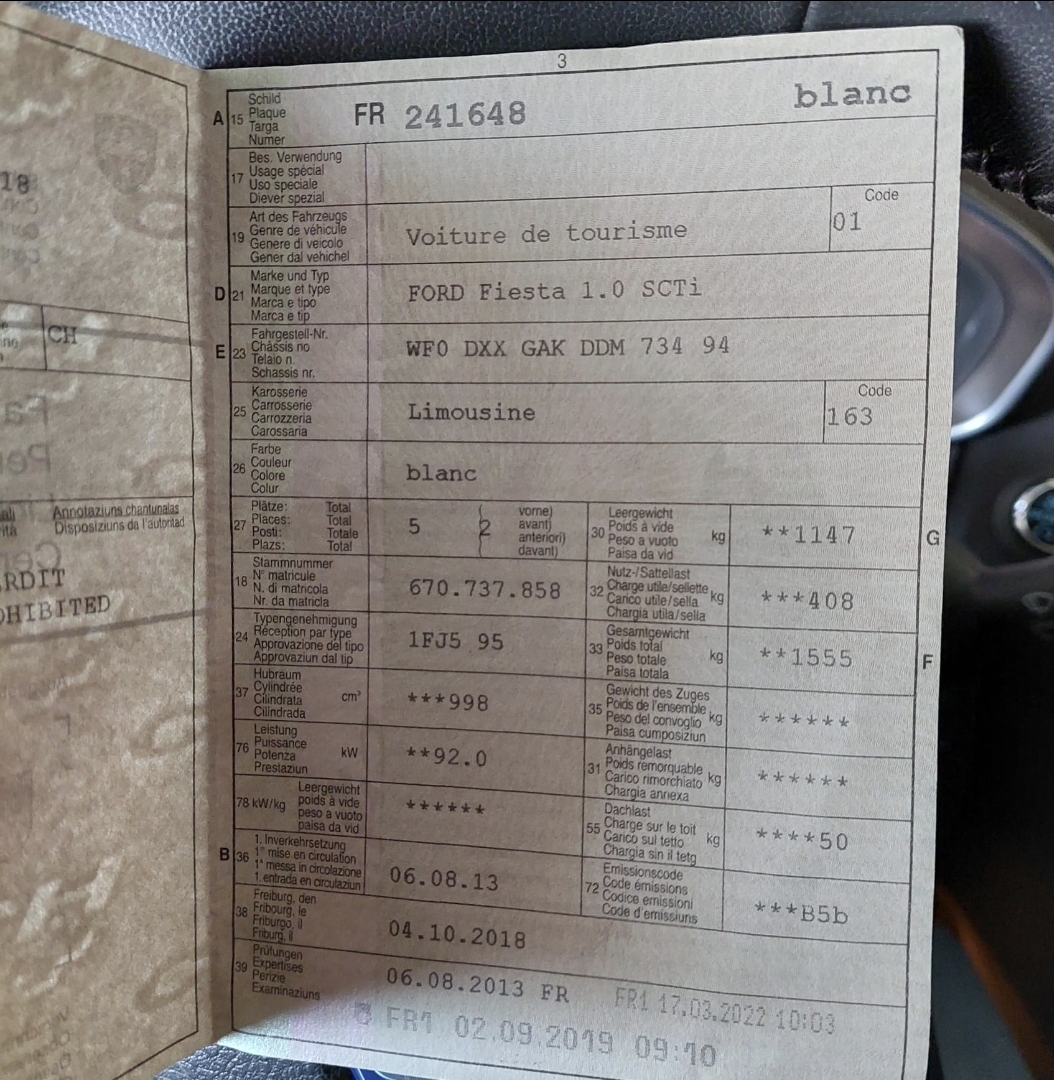 18
CH
Annotaziuns chantunalas
Disposiziuns da l'autoritad
RDIT
OHIBITED
3
A 15 Schild
Plaque
Targa
Numer
FR 241648 blanc
17 Bes. Verwendung
Usage spécial
Uso speciale
Diever spezial
19 Art des Fahrzeugs
Genre de véhicule
Genere di veicolo
Gener dal vehichel
Voiture de tourisme
Code
01
D 21 Marke und Typ
Marque et type
Marca e tipo
Marca e tip
FORD Fiesta 1.0 SCTi
E 23 Fahrgestell-Nr.
Châssis no
Telaio n.
Schassis nr.
WF0 DXX GAK DDM 734 94
25 Karosserie
Carrosserie
Carrozzeria
Carossaria
Limousine
Code
163
26 Farbe
Couleur
Colore
Colur
blanc
27 Plätze: Total
Places: Total
Posti: Totale
Plazs: Total
5 2
vorne)
avant)
anteriori)
davant)
30 Leergewicht
Poids à vide
Peso a vuoto
Paisa da vid
kg
**1147
G
18 Stammnummer
N° matricule
N. di matricola
Nr. da matricla
670.737.858
32 Nutz-/Sattellast
Charge utile/sellette
Carico utile/sella
Chargia utila/sella
kg
***408
24 Typengenehmigung
Réception par type
Approvazione del tipo
Approvaziun dal tip
1FJ5 95
33 Gesamtgewicht
Poids total
Peso totale
Paisa totala
kg
**1555
F
37 Hubraum
Cylindrée
Cilindrata
Cilindrada
cm³
***998
35 Gewicht des Zuges
Poids de l'ensemble
Peso del convoglio
Paisa cumposiziun
kg
******
76 Leistung
Puissance
Potenza
Prestaziun
kW
**92.0
31 Anhängelast
Poids remorquable
Carico rimorchiato
Chargia annexa
kg
******
78 kW/kg
Leergewicht
poids à vide
peso a vuoto
paisa da vid
******
55 Dachlast
Charge sur le toit
Carico sul tetto
Chargia sin il tetg
kg
****50
B 36 1. Inverkehrsetzung
1re mise en circulation
1a messa in circolazione
1. entrada en circulaziun
06.08.13
72 Emissionscode
Code émissions
Codice emissioni
Code d'emissiuns
***B5b
38 Freiburg, den
Fribourg, le
Friburgo, il
Friburg, il
04.10.2018
39 Prüfungen
Expertises
Perizie
Examinaziuns
06.08.2013 FR FR1 17.03.2022 10:03
FR1 02.09.2019 09:10